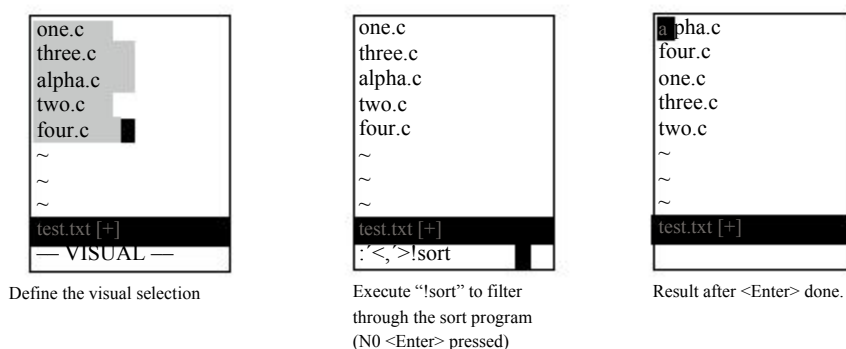 one.c
three.c
alpha.c
two.c
four.c
~
~
~
test.txt [+]
— VISUAL —
Define the visual selection
one.c
three.c
alpha.c
two.c
four.c
~
~
~
test.txt [+]
:´<,´>!sort
Execute “!sort” to filter
through the sort program
(N0 <Enter> pressed)
a pha.c
four.c
one.c
three.c
two.c
~
~
~
test.txt [+]
Result after <Enter> done.